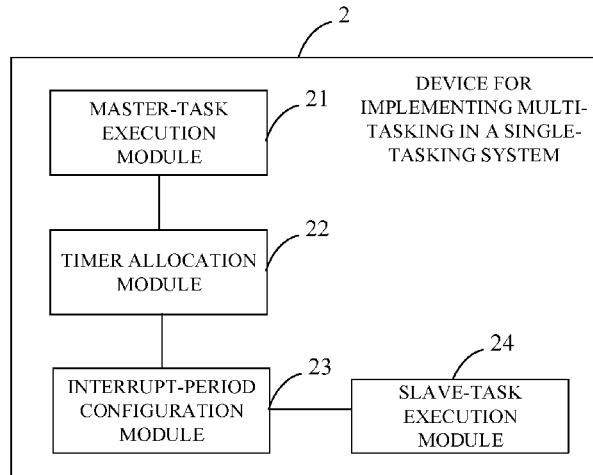 2
DEVICE FOR
IMPLEMENTING MULTI-
TASKING IN A SINGLE-
TASKING SYSTEM
MASTER-TASK
EXECUTION
MODULE
21
TIMER ALLOCATION
MODULE
22
INTERRUPT-PERIOD
CONFIGURATION
MODULE
23
SLAVE-TASK
EXECUTION
MODULE
24